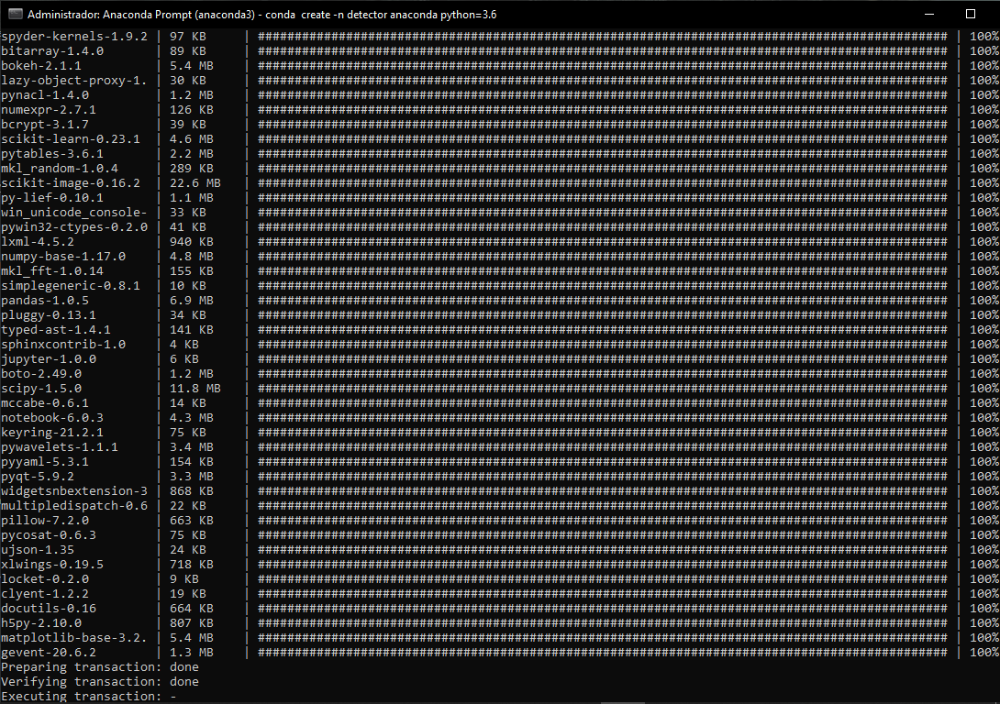 Administrador: Anaconda Prompt (anaconda3) - conda  create -n detector anaconda python=3.6
spyder-kernels-1.9.2 | 97 KB | ############################################################################################## | 100%
bitarray-1.4.0 | 89 KB | ############################################################################################## | 100%
bokeh-2.1.1 | 5.4 MB | ############################################################################################## | 100%
lazy-object-proxy-1. | 30 KB | ############################################################################################## | 100%
pynacl-1.4.0 | 1.2 MB | ############################################################################################## | 100%
numexpr-2.7.1 | 126 KB | ############################################################################################## | 100%
bcrypt-3.1.7 | 39 KB | ############################################################################################## | 100%
scikit-learn-0.23.1 | 4.6 MB | ############################################################################################## | 100%
pytables-3.6.1 | 2.2 MB | ############################################################################################## | 100%
mkl_random-1.0.4 | 289 KB | ############################################################################################## | 100%
scikit-image-0.16.2 | 22.6 MB | ############################################################################################## | 100%
py-lief-0.10.1 | 1.1 MB | ############################################################################################## | 100%
win_unicode_console- | 33 KB | ############################################################################################## | 100%
pywin32-ctypes-0.2.0 | 41 KB | ############################################################################################## | 100%
lxml-4.5.2 | 940 KB | ############################################################################################## | 100%
numpy-base-1.17.0 | 4.8 MB | ############################################################################################## | 100%
mkl_fft-1.0.14 | 155 KB | ############################################################################################## | 100%
simplegeneric-0.8.1 | 10 KB | ############################################################################################## | 100%
pandas-1.0.5 | 6.9 MB | ############################################################################################## | 100%
pluggy-0.13.1 | 34 KB | ############################################################################################## | 100%
typed-ast-1.4.1 | 141 KB | ############################################################################################## | 100%
sphinxcontrib-1.0 | 4 KB | ############################################################################################## | 100%
jupyter-1.0.0 | 6 KB | ############################################################################################## | 100%
boto-2.49.0 | 1.2 MB | ############################################################################################## | 100%
scipy-1.5.0 | 11.8 MB | ############################################################################################## | 100%
mccabe-0.6.1 | 14 KB | ############################################################################################## | 100%
notebook-6.0.3 | 4.3 MB | ############################################################################################## | 100%
keyring-21.2.1 | 75 KB | ############################################################################################## | 100%
pywavelets-1.1.1 | 3.4 MB | ############################################################################################## | 100%
pyyaml-5.3.1 | 154 KB | ############################################################################################## | 100%
pyqt-5.9.2 | 3.3 MB | ############################################################################################## | 100%
widgetsnbextension-3 | 868 KB | ############################################################################################## | 100%
multipledispatch-0.6 | 22 KB | ############################################################################################## | 100%
pillow-7.2.0 | 663 KB | ############################################################################################## | 100%
pycosat-0.6.3 | 75 KB | ############################################################################################## | 100%
ujson-1.35 | 24 KB | ############################################################################################## | 100%
xlwings-0.19.5 | 718 KB | ############################################################################################## | 100%
locket-0.2.0 | 9 KB | ############################################################################################## | 100%
clyent-1.2.2 | 19 KB | ############################################################################################## | 100%
docutils-0.16 | 664 KB | ############################################################################################## | 100%
h5py-2.10.0 | 807 KB | ############################################################################################## | 100%
matplotlib-base-3.2. | 5.4 MB | ############################################################################################## | 100%
gevent-20.6.2 | 1.3 MB | ############################################################################################## | 100%
Preparing transaction: done
Verifying transaction: done
Executing transaction: -